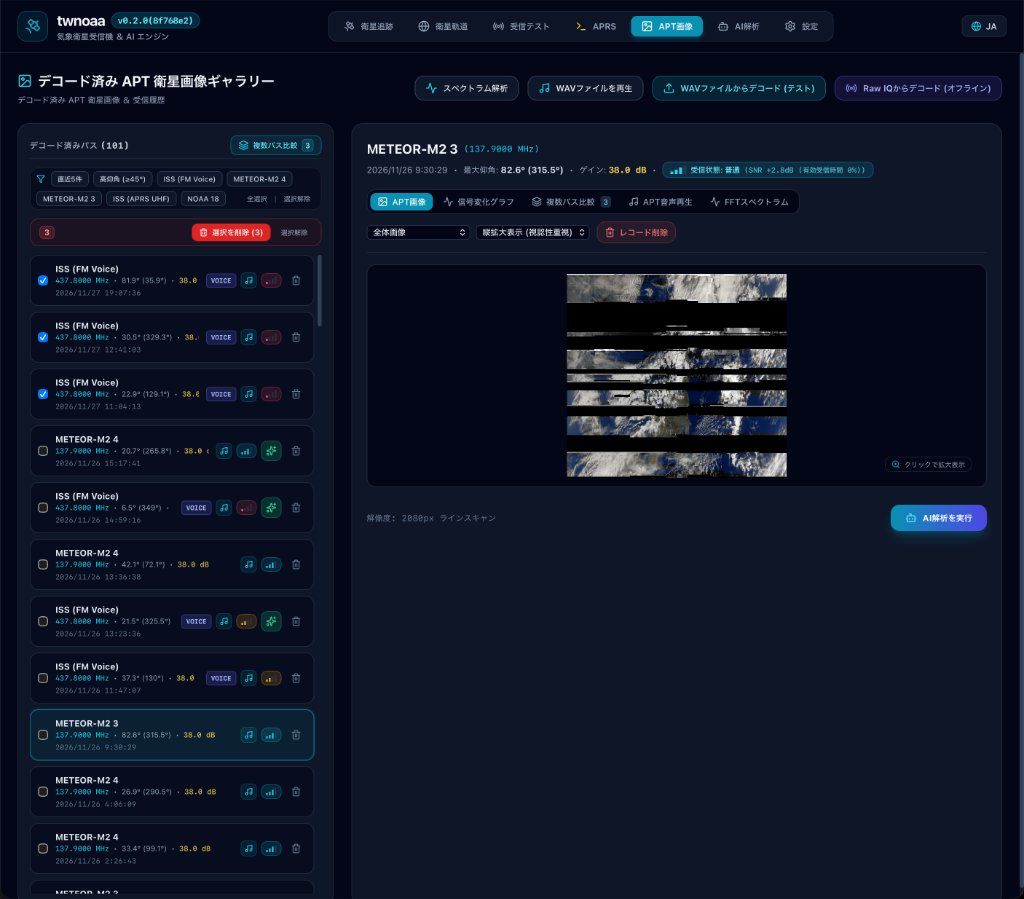 twnoaa v0.2.0(8f768e2)
気象衛星受信機 & AI エンジン
衛星追跡 衛星軌道 受信テスト APRS APT画像 AI解析 設定
JA
デコード済み APT 衛星画像ギャラリー
デコード済み APT 衛星画像 & 受信履歴
スペクトラム解析 WAVファイルを再生 WAVファイルからデコード (テスト) Raw IQからデコード (オフライン)
デコード済みパス (101)
複数パス比較 3
直近5件 高仰角 (≥45°) ISS (FM Voice) METEOR-M2 4
METEOR-M2 3 ISS (APRS UHF) NOAA 18 全選択 | 選択解除
3 選択を削除 (3) 選択解除
ISS (FM Voice)
437.8000 MHz • 81.9° (35.9°) • 38.0 VOICE
2026/11/27 19:07:36
ISS (FM Voice)
437.8000 MHz • 30.5° (329.3°) • 38. VOICE
2026/11/27 12:41:03
ISS (FM Voice)
437.8000 MHz • 22.9° (129.1°) • 38.0 VOICE
2026/11/27 11:04:13
METEOR-M2 4
137.9000 MHz • 20.7° (265.8°) • 38.0
2026/11/26 15:17:41
ISS (FM Voice)
437.8000 MHz • 6.5° (349°) • VOICE
2026/11/26 14:59:16
METEOR-M2 4
137.9000 MHz • 42.1° (72.1°) • 38.0 dB
2026/11/26 13:36:38
ISS (FM Voice)
437.8000 MHz • 21.5° (325.5°) VOICE
2026/11/26 13:23:36
ISS (FM Voice)
437.8000 MHz • 37.3° (130°) • 38.0 VOICE
2026/11/26 11:47:07
METEOR-M2 3
137.9000 MHz • 82.6° (315.5°) • 38.0 dB
2026/11/26 9:30:29
METEOR-M2 4
137.9000 MHz • 26.9° (290.5°) • 38.0 dB
2026/11/26 4:06:09
METEOR-M2 4
137.9000 MHz • 33.4° (99.1°) • 38.0 dB
2026/11/26 2:26:43
METEOR-M2 3 (137.9000 MHz)
2026/11/26 9:30:29 • 最大仰角: 82.6° (315.5°) • ゲイン: 38.0 dB • 受信状態: 普通 (SNR +2.8dB (有効受信時間 0%))
APT画像 信号変化グラフ 複数パス比較 3 APT音声再生 FFTスペクトラム
全体画像 縦拡大表示 (視認性重視) レコード削除
クリックで拡大表示
解像度: 2080px ラインスキャン
AI解析を実行